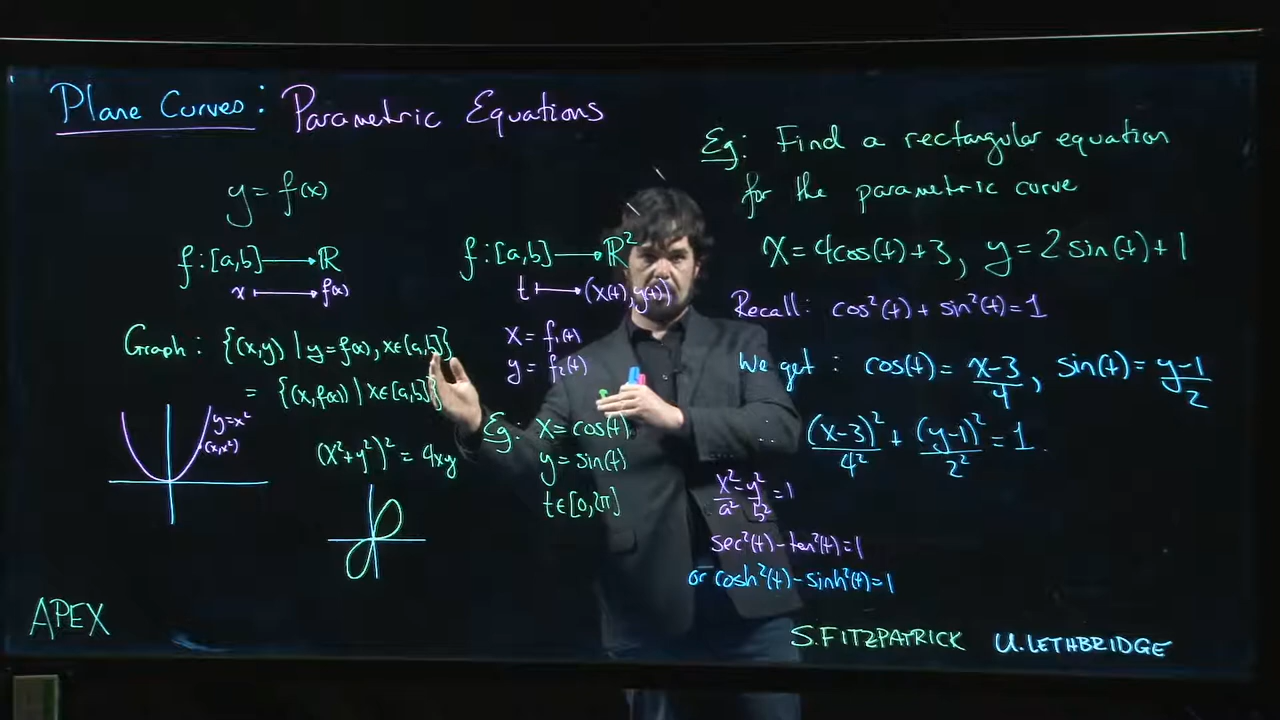 Plane Curves: Parametric Equations
y = f(x)
f: [a,b] → ℝ
x ↦ f(x)
Graph: {(x,y) | y=f(x), x∈[a,b]}
= {(x,f(x)) | x∈[a,b]}
y=x²
(x,x²)
(x²+y²)² = 4xy
f: [a,b] → ℝ²
t ↦ (x(t), y(t))
x = f₁(t)
y = f₂(t)
Eg: x = cos(t)
y = sin(t)
t∈[0,2π]
Eg: Find a rectangular equation
for the parametric curve
x = 4cos(t)+3, y = 2 sin(t)+1
Recall: cos²(t) + sin²(t) = 1
We get: cos(t) = (x-3)/4, sin(t) = (y-1)/2
(x-3)²/4² + (y-1)²/2² = 1.
x²/a² - y²/b² = 1
sec²(t) - tan²(t) = 1
or cosh²(t) - sinh²(t) = 1
APEX
S.FITZPATRICK U.LETHBRIDGE